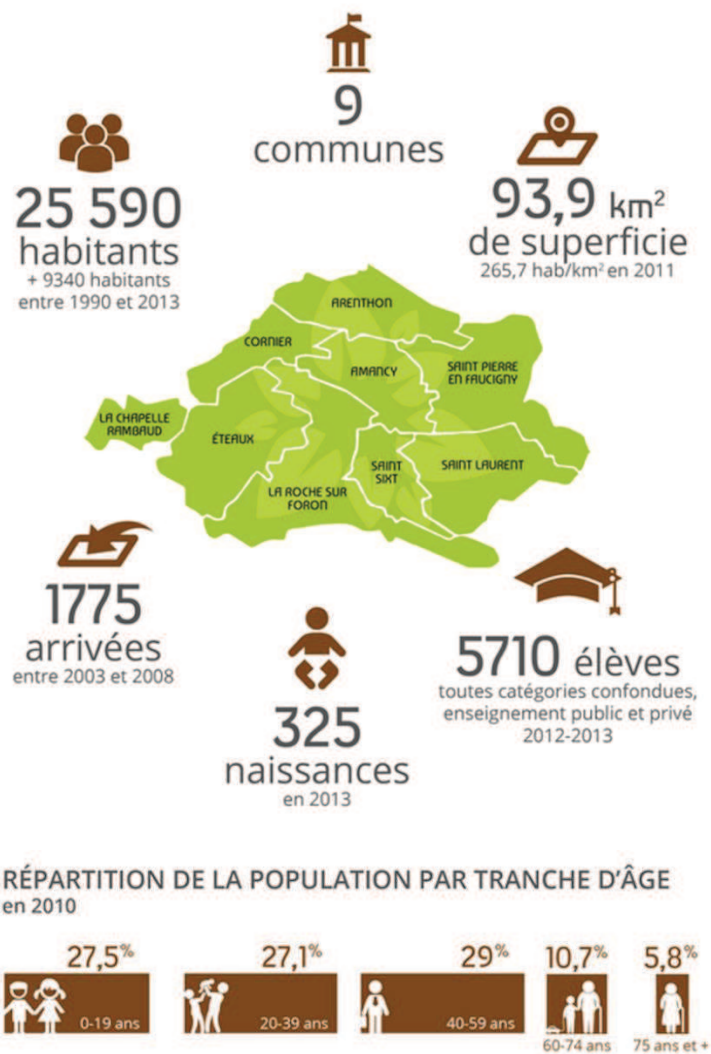 9
communes
25 590
habitants
+ 9340 habitants
entre 1990 et 2013
93,9 km²
de superficie
265,7 hab/km² en 2011
ARENTHON
CORNIER
AMANCY
SAINT PIERRE
EN FAUCIGNY
LA CHAPELLE
RAMBAUD
ÉTEAUX
SAINT
SIXT
SAINT LAURENT
LA ROCHE SUR
FORON
1775
arrivées
entre 2003 et 2008
325
naissances
en 2013
5710 élèves
toutes catégories confondues,
enseignement public et privé
2012-2013
RÉPARTITION DE LA POPULATION PAR TRANCHE D'ÂGE
en 2010
27,5% 27,1% 29% 10,7% 5,8%
0-19 ans 20-39 ans 40-59 ans
60-74 ans 75 ans et +